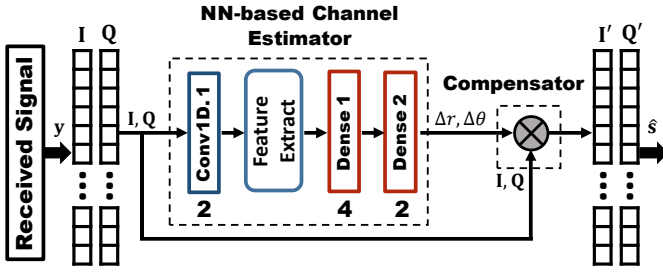 NN-based Channel
Estimator
I Q
I′ Q′
Received Signal
y
I, Q
Conv1D. 1
Feature
Extract
Dense 1
Dense 2
2
4
2
Δr, Δθ
Compensator
I, Q
ŝ